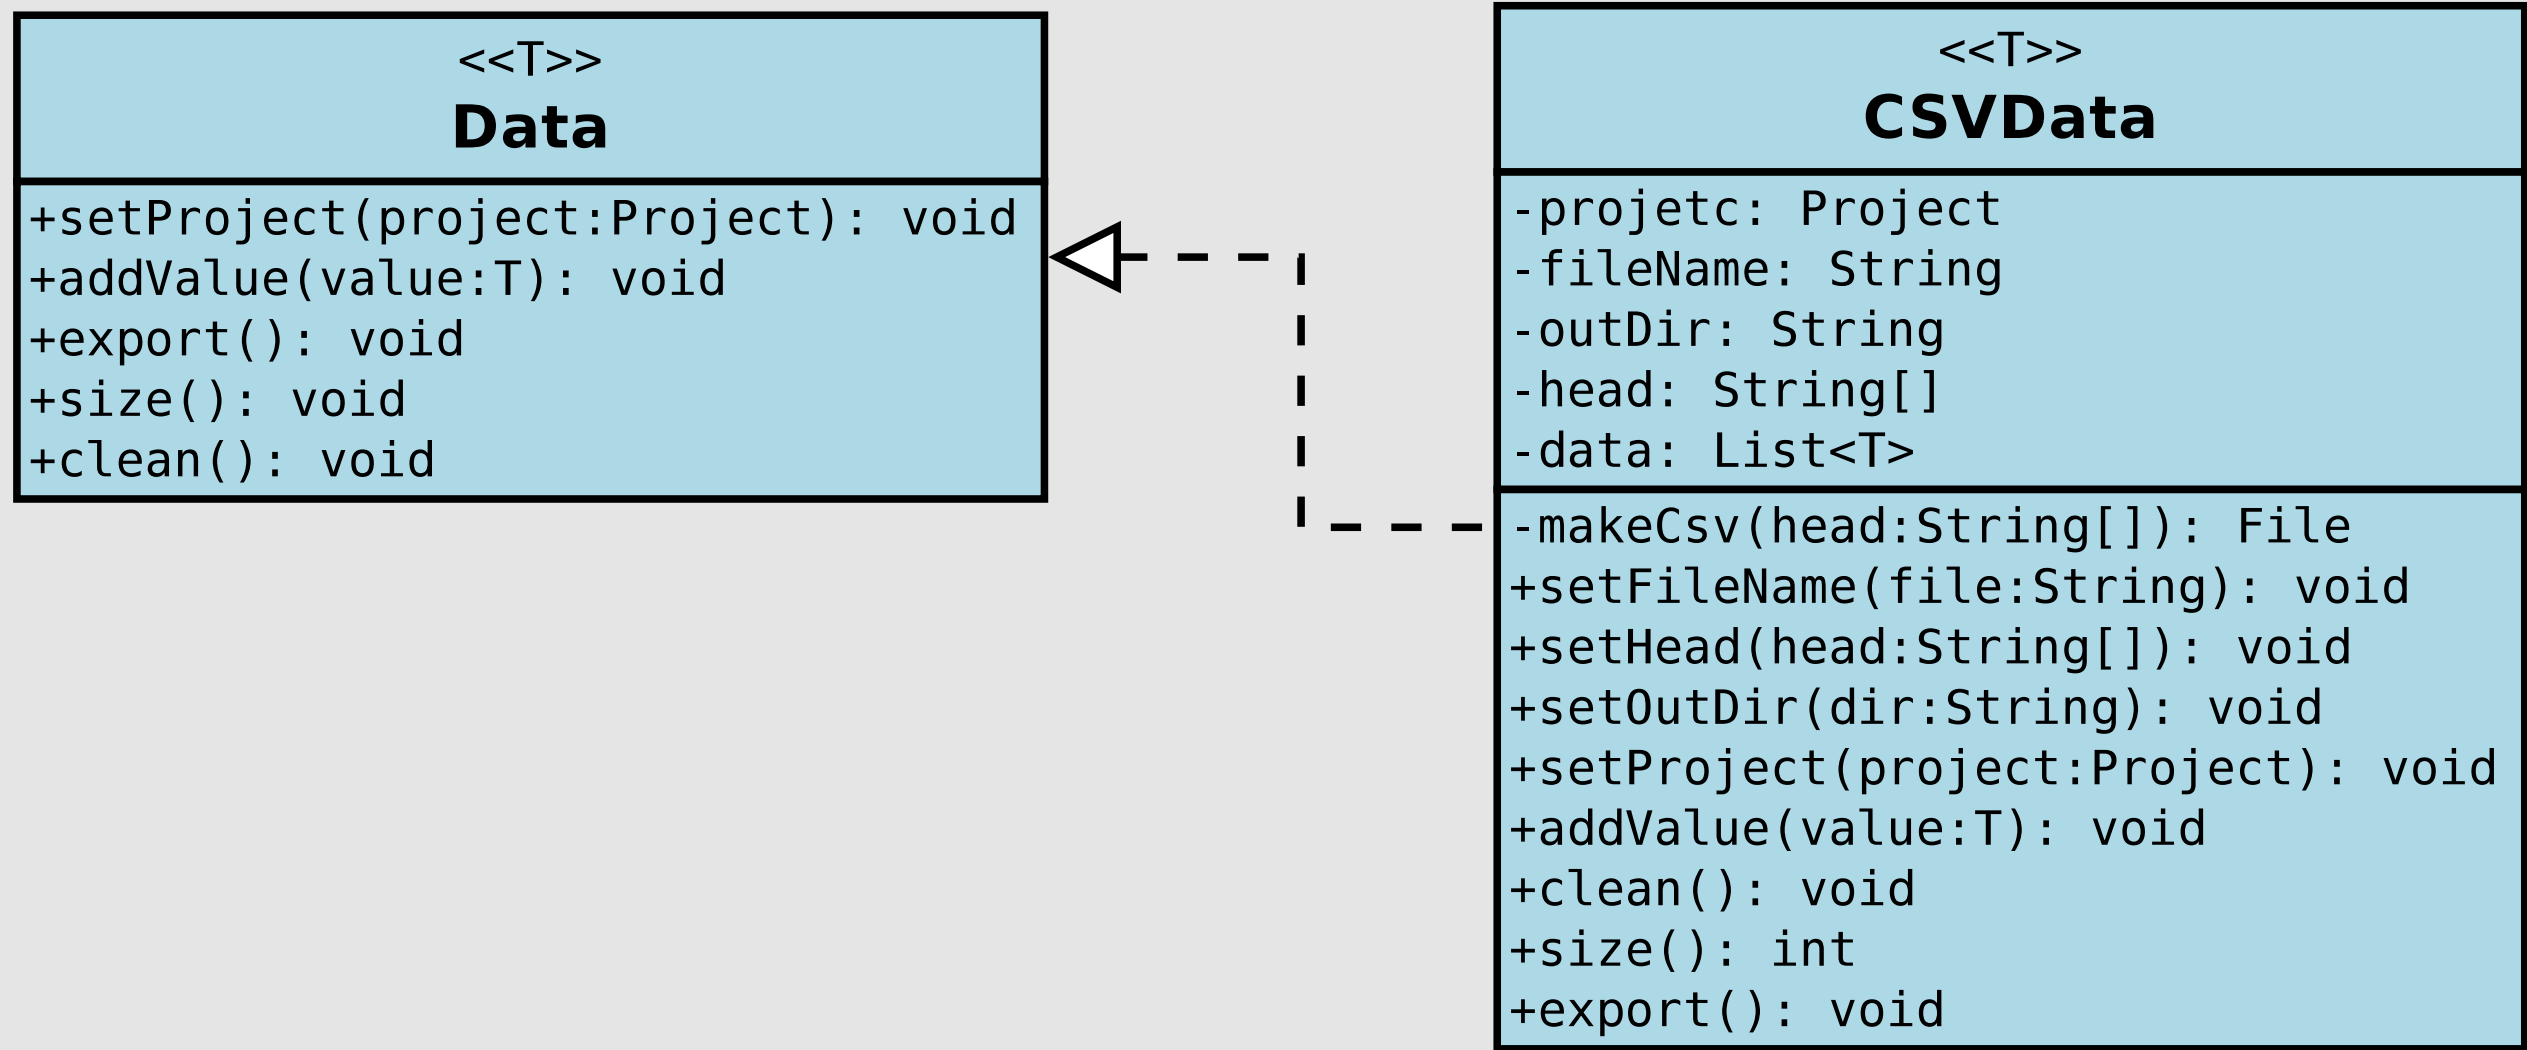 <<T>>
Data
+setProject(project:Project): void
+addValue(value:T): void
+export(): void
+size(): void
+clean(): void
<<T>>
CSVData
-projetc: Project
-fileName: String
-outDir: String
-head: String[]
-data: List<T>
-makeCsv(head:String[]): File
+setFileName(file:String): void
+setHead(head:String[]): void
+setOutDir(dir:String): void
+setProject(project:Project): void
+addValue(value:T): void
+clean(): void
+size(): int
+export(): void